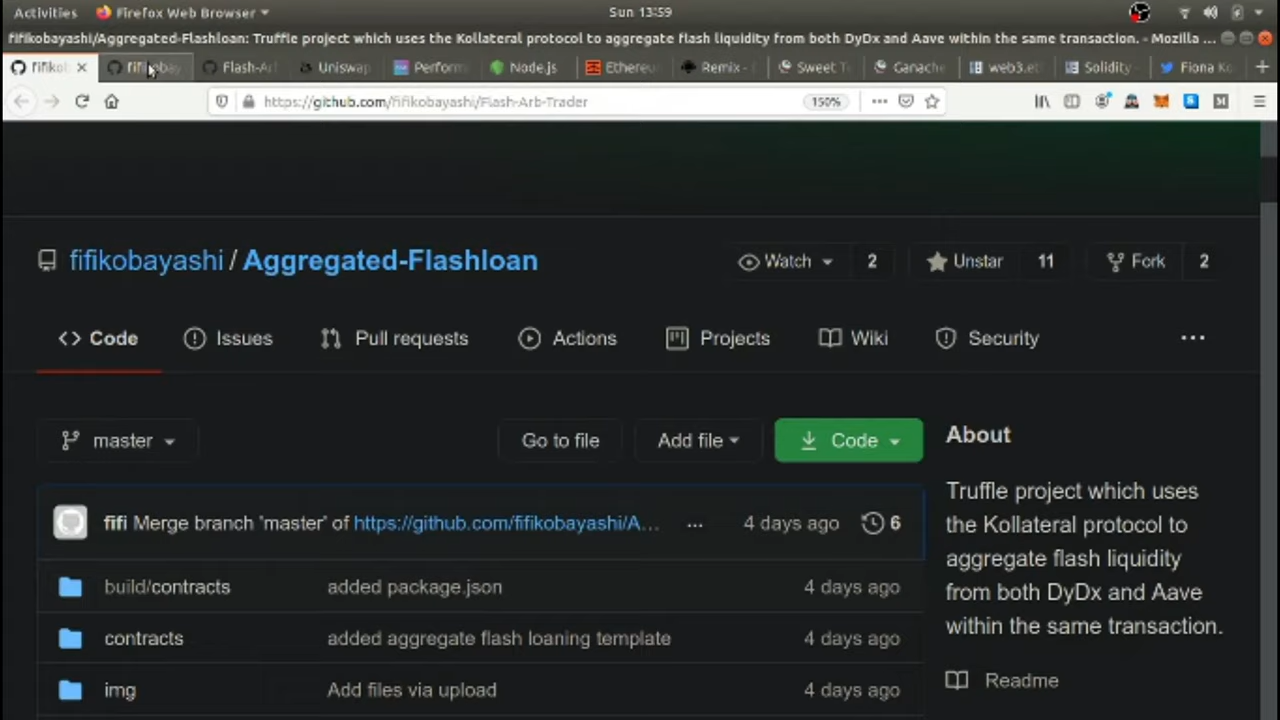 Activities Firefox Web Browser Sun 13:59
fifikobayashi/Aggregated-Flashloan: Truffle project which uses the Kollateral protocol to aggregate flash liquidity from both DyDx and Aave within the same transaction. - Mozilla ...
fifikob fifikobay Flash-Ar Uniswap Perform Node.js Ethereu Remix - Sweet T Ganache web3.et Solidity Fiona Ko
https://github.com/fifikobayashi/Flash-Arb-Trader 150%
fifikobayashi / Aggregated-Flashloan Watch 2 Unstar 11 Fork 2
Code Issues Pull requests Actions Projects Wiki Security ...
master Go to file Add file Code
About
fifi Merge branch 'master' of https://github.com/fifikobayashi/A... ... 4 days ago 6
build/contracts added package.json 4 days ago
contracts added aggregate flash loaning template 4 days ago
img Add files via upload 4 days ago
Truffle project which uses
the Kollateral protocol to
aggregate flash liquidity
from both DyDx and Aave
within the same transaction.
Readme